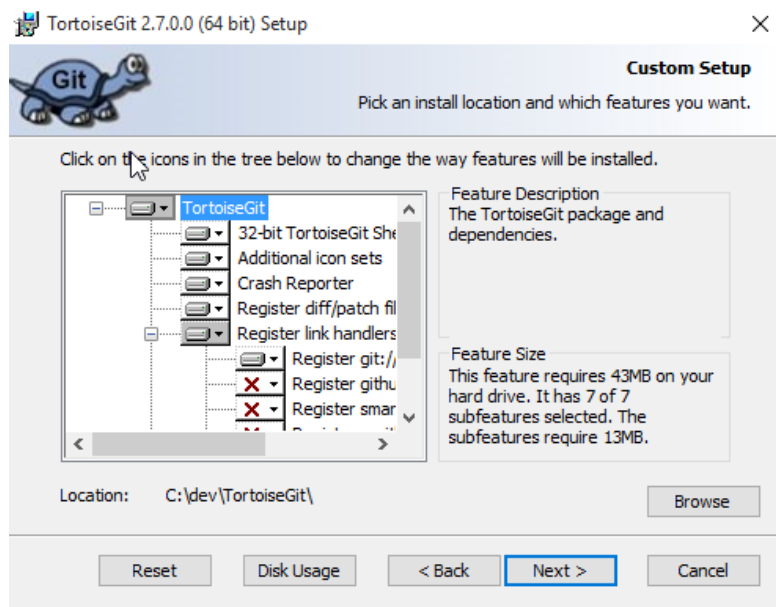 TortoiseGit 2.7.0.0 (64 bit) Setup
Git
Custom Setup
Pick an install location and which features you want.
Click on the icons in the tree below to change the way features will be installed.
TortoiseGit
32-bit TortoiseGit She
Additional icon sets
Crash Reporter
Register diff/patch fil
Register link handlers
Register git://
Register githu
Register smar
Feature Description
The TortoiseGit package and
dependencies.
Feature Size
This feature requires 43MB on your
hard drive. It has 7 of 7
subfeatures selected. The
subfeatures require 13MB.
Location: C:\dev\TortoiseGit\
Browse
Reset Disk Usage < Back Next > Cancel